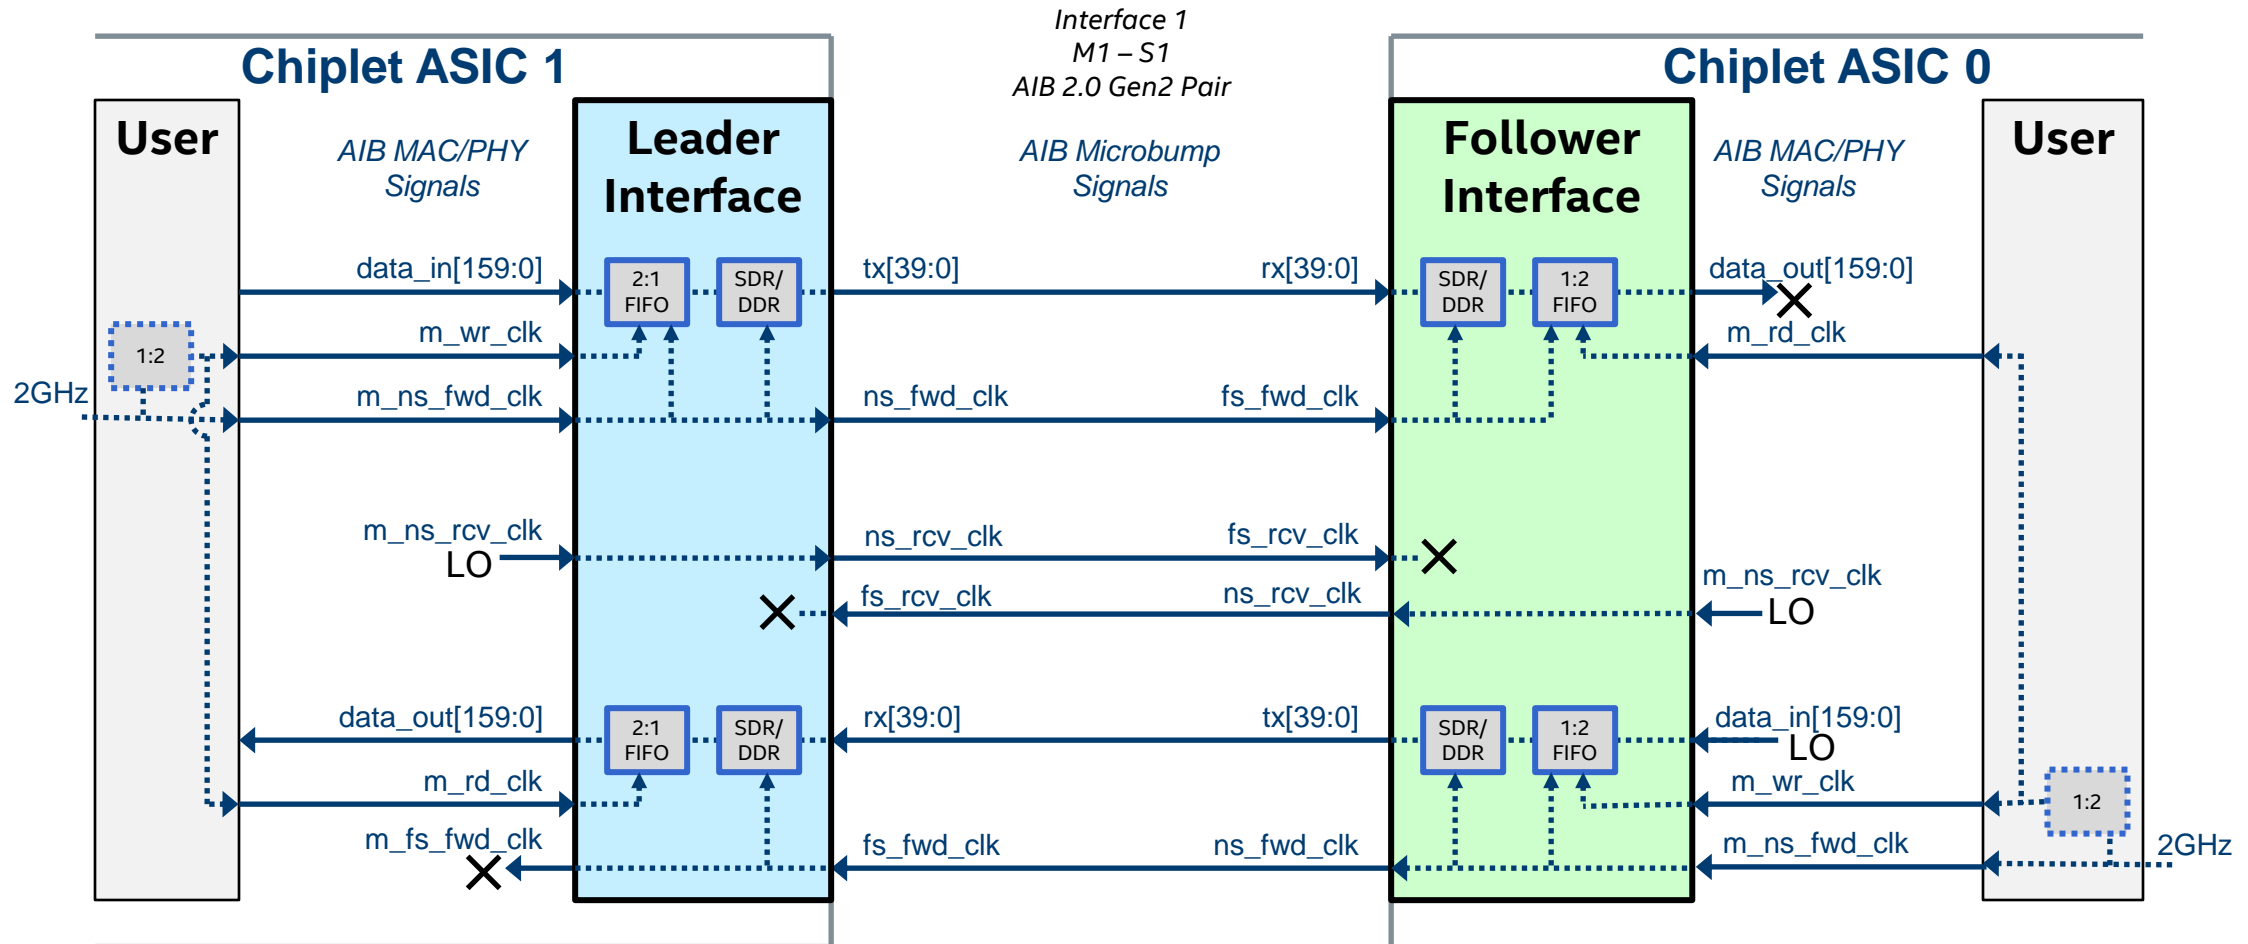 Interface 1
M1 – S1
AIB 2.0 Gen2 Pair
Chiplet ASIC 1
Chiplet ASIC 0
User
AIB MAC/PHY
Signals
Leader
Interface
AIB Microbump
Signals
Follower
Interface
AIB MAC/PHY
Signals
User
data_in[159:0]
2:1
FIFO
SDR/
DDR
tx[39:0]
rx[39:0]
SDR/
DDR
1:2
FIFO
data_out[159:0]
1:2
m_wr_clk
m_rd_clk
2GHz
m_ns_fwd_clk
ns_fwd_clk
fs_fwd_clk
m_ns_rcv_clk
LO
ns_rcv_clk
fs_rcv_clk
fs_rcv_clk
ns_rcv_clk
m_ns_rcv_clk
LO
data_out[159:0]
2:1
FIFO
SDR/
DDR
rx[39:0]
tx[39:0]
SDR/
DDR
1:2
FIFO
data_in[159:0]
LO
m_rd_clk
m_wr_clk
1:2
m_fs_fwd_clk
fs_fwd_clk
ns_fwd_clk
m_ns_fwd_clk
2GHz